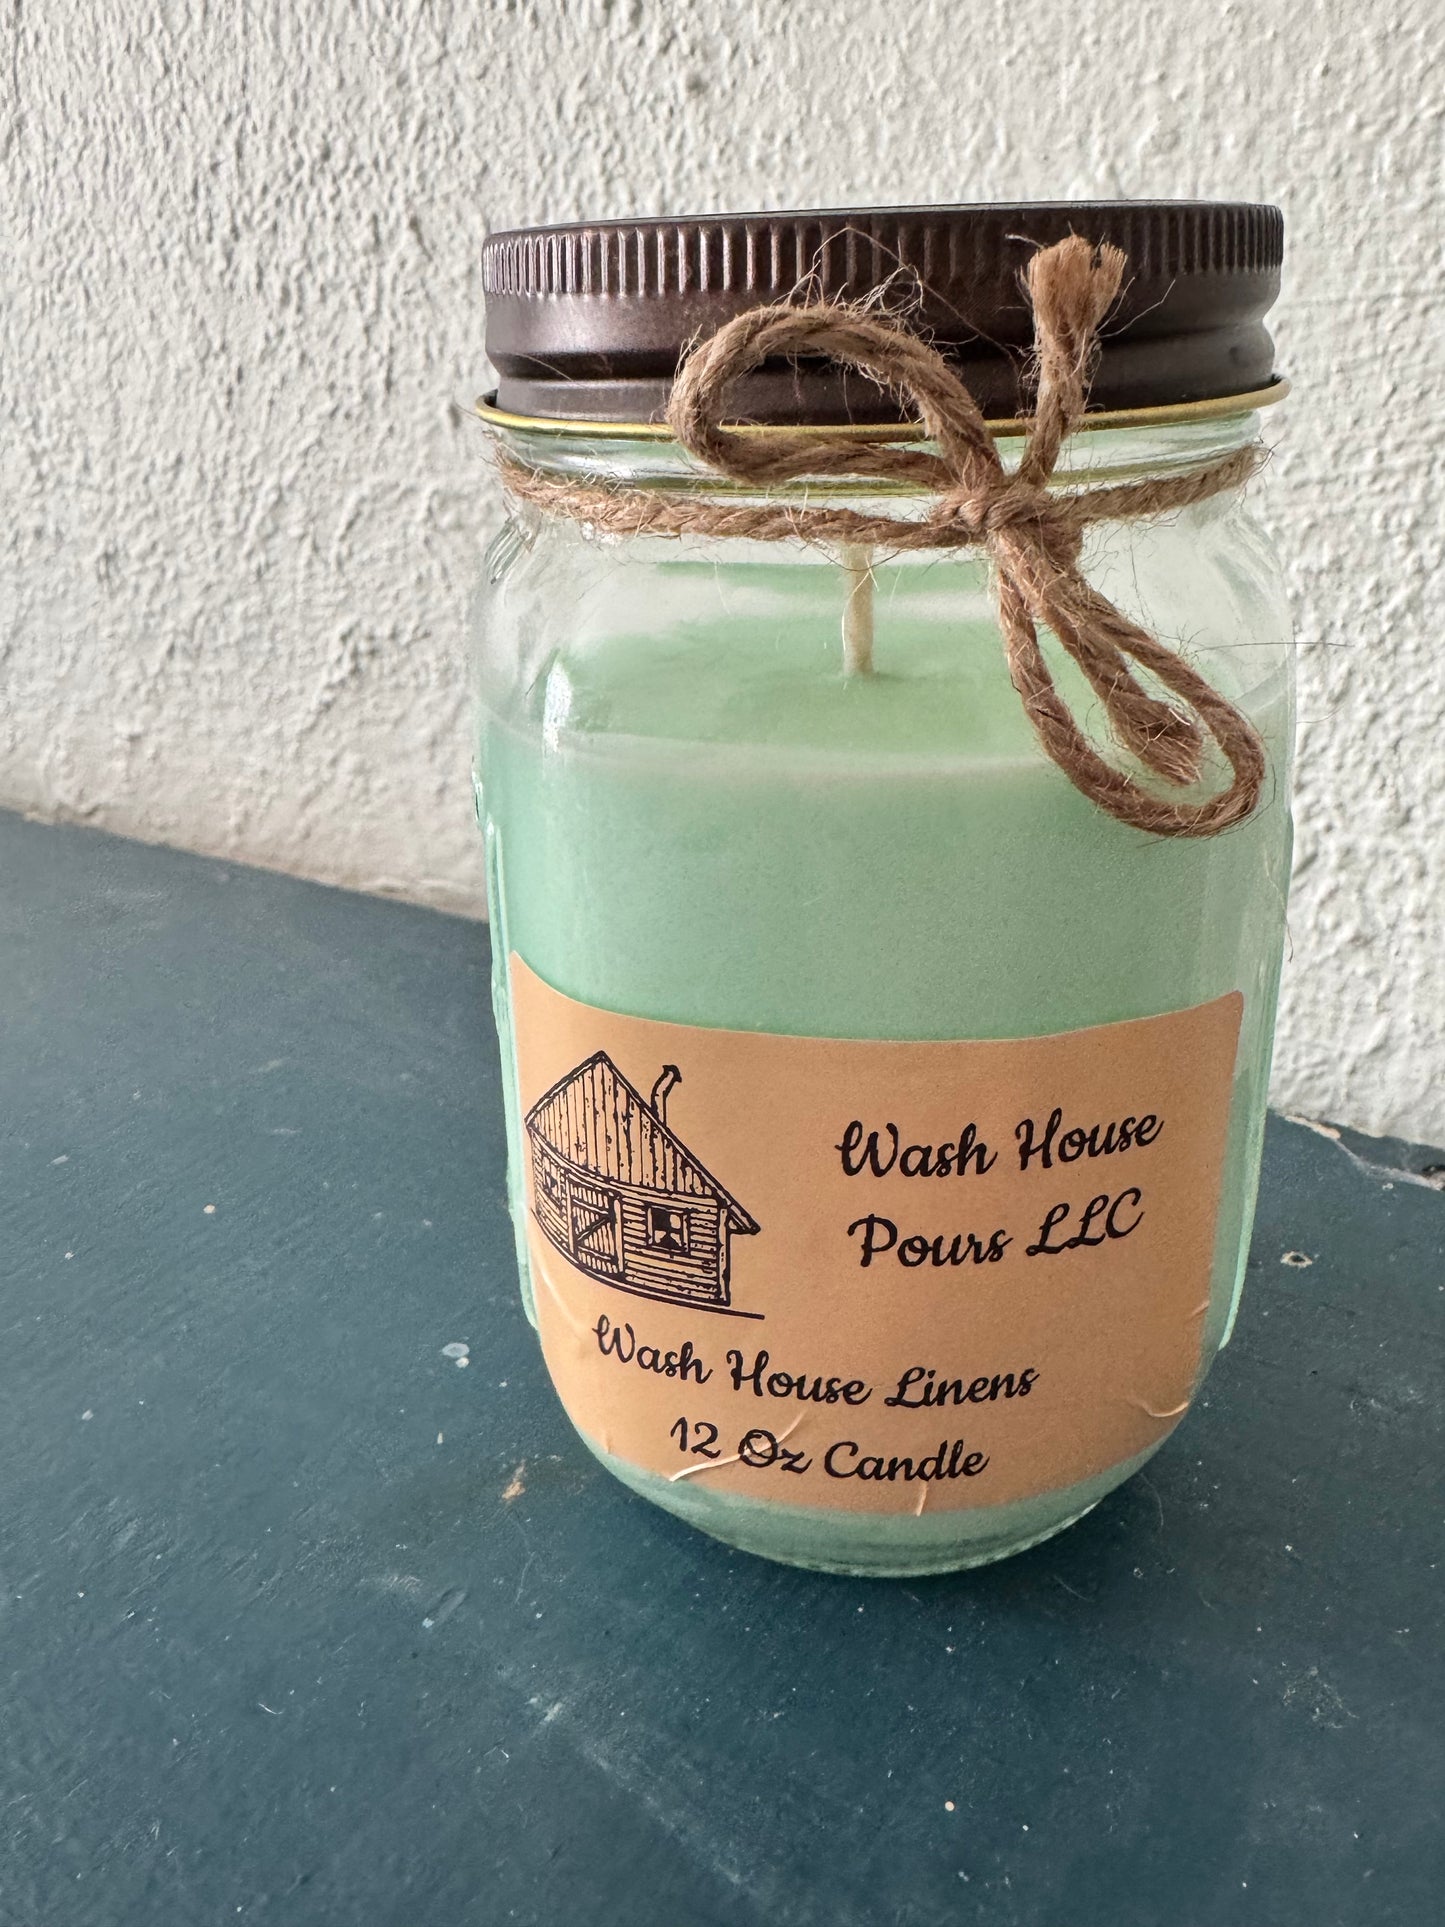 Wash House
Pours LLC
Wash House Linens
12 Oz Candle